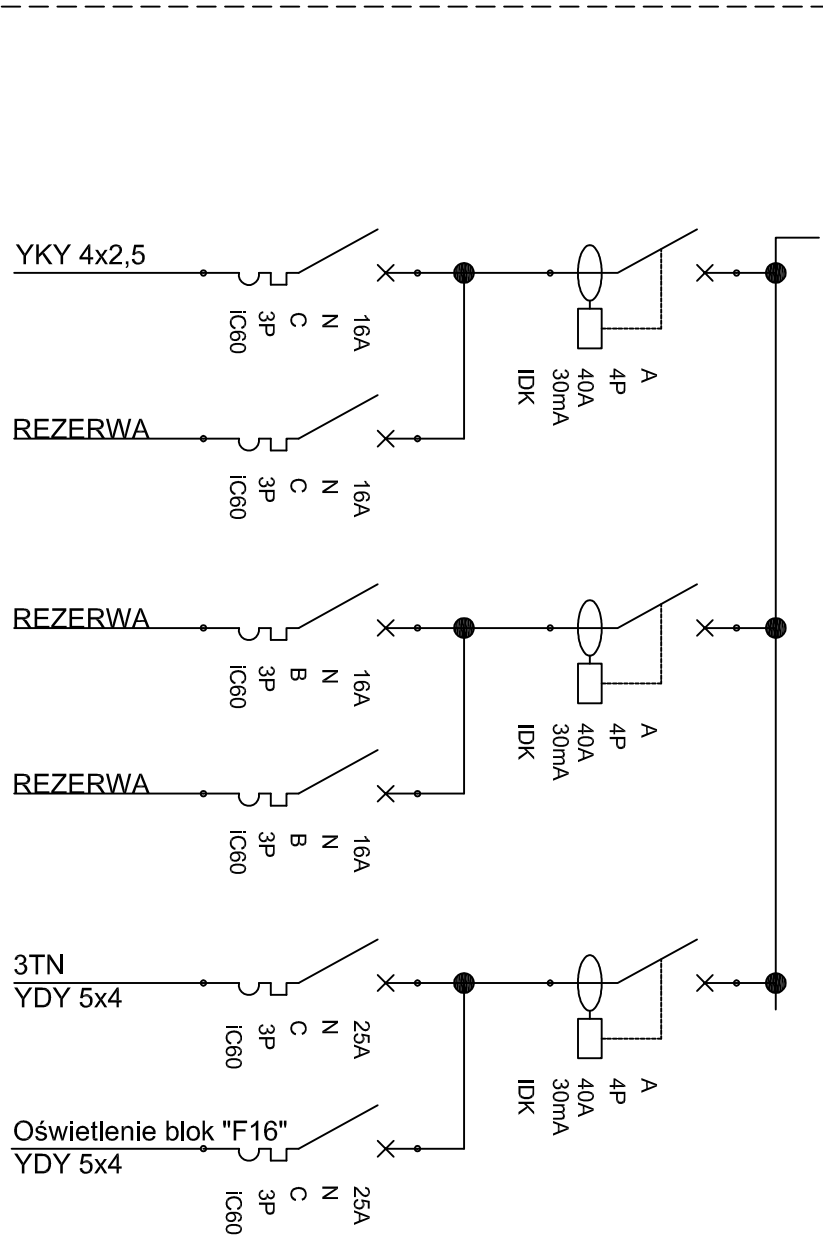 YKY 4x2,5
iC60
3P
C
N
16A
IDK
30mA
40A
4P
A
REZERWA
iC60
3P
C
N
16A
REZERWA
iC60
3P
B
N
16A
IDK
30mA
40A
4P
A
REZERWA
iC60
3P
B
N
16A
3TN
YDY 5x4
iC60
3P
C
N
25A
IDK
30mA
40A
4P
A
Oświetlenie blok "F16"
YDY 5x4
iC60
3P
C
N
25A